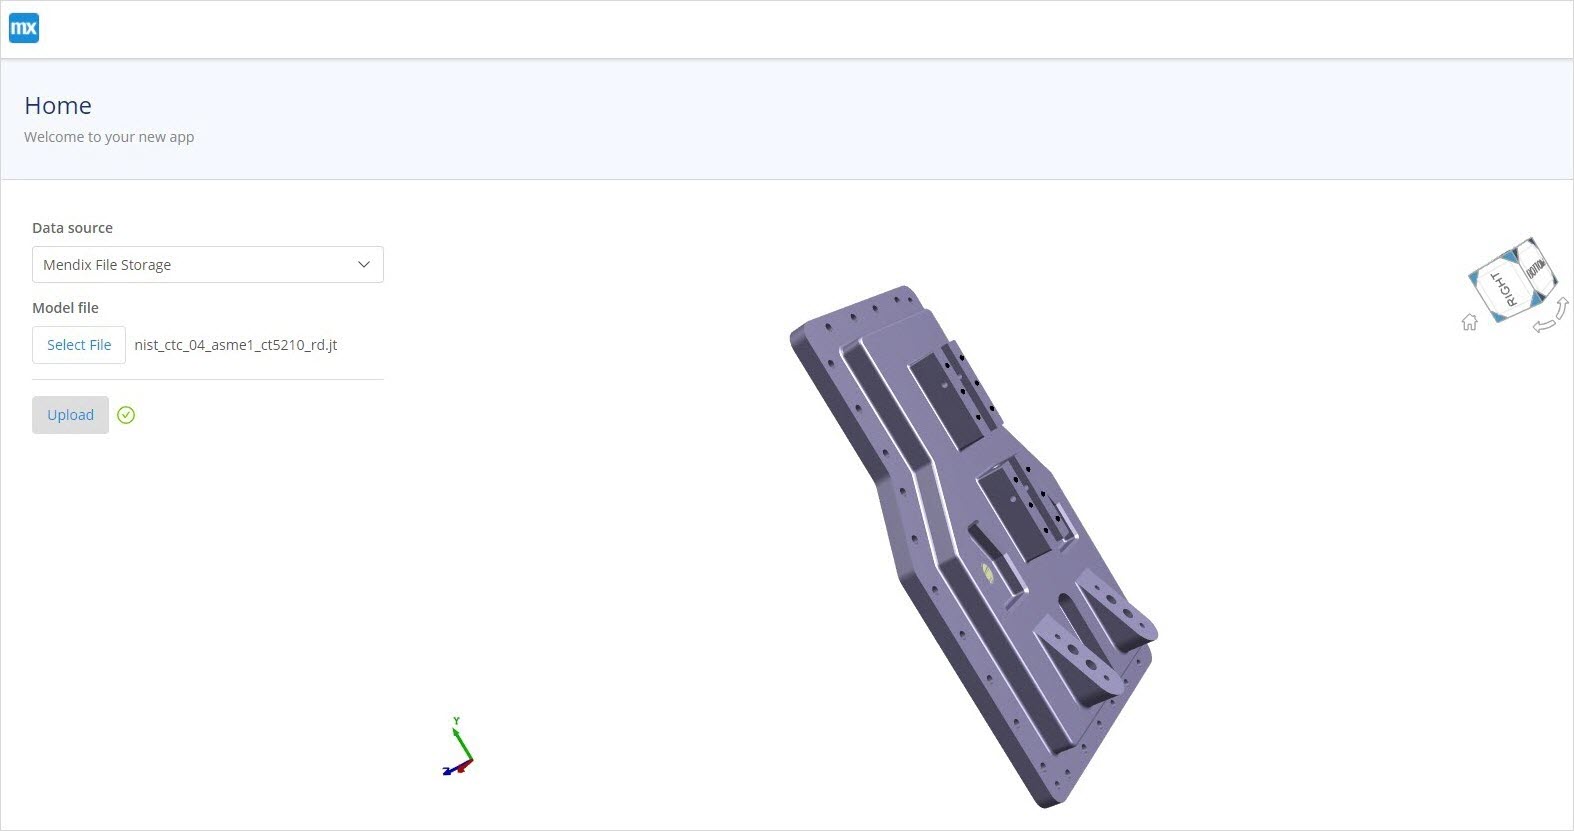 mx
Home
Welcome to your new app
Data source
Mendix File Storage
Model file
Select File nist_ctc_04_asme1_ct5210_rd.jt
Upload
RIGHT
BOTTOM
Y
Z